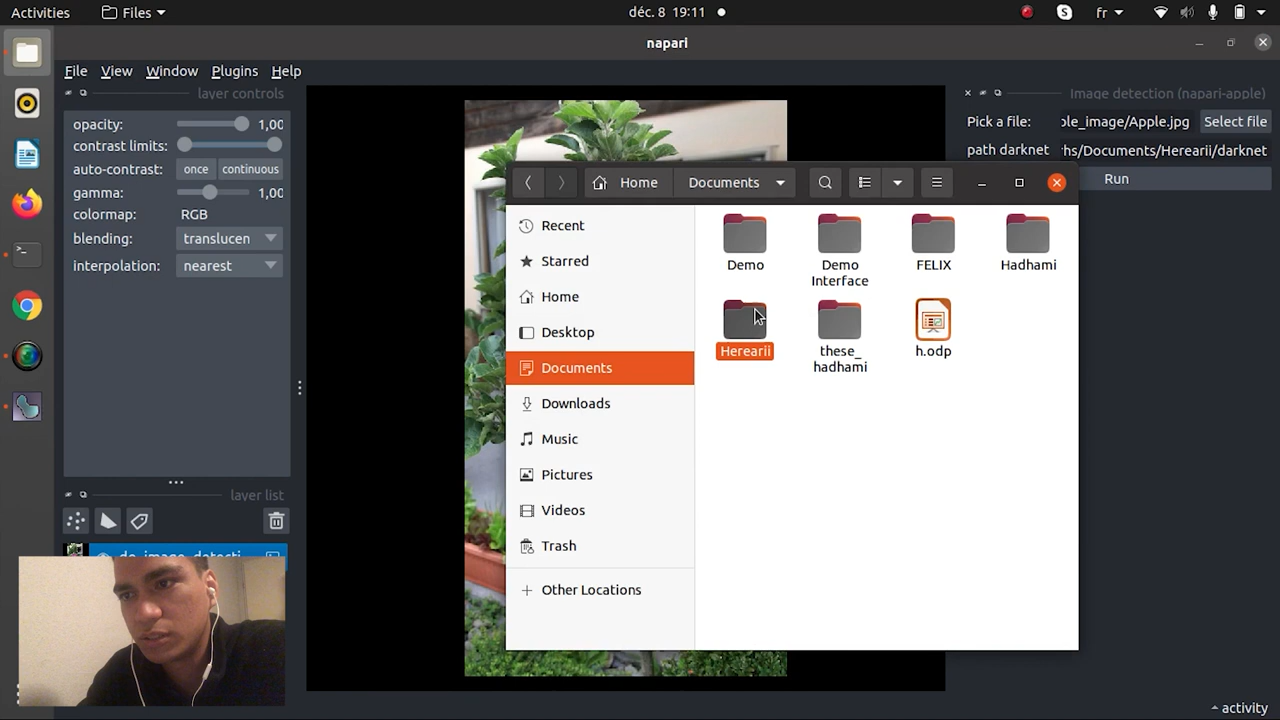 Activities Files déc. 8 19:11 fr
napari
File View Window Plugins Help
layer controls
opacity: 1,00
contrast limits:
auto-contrast: once continuous
gamma: 1,00
colormap: RGB
blending: translucen
interpolation: nearest
layer list
Image detection (napari-apple)
Pick a file: ple_image/Apple.jpg Select file
path darknet hs/Documents/Herearii/darknet
Run
Home Documents
Recent
Starred
Home
Desktop
Documents
Downloads
Music
Pictures
Videos
Trash
Other Locations
Demo
Demo
Interface
FELIX
Hadhami
Herearii
these_
hadhami
h.odp
activity